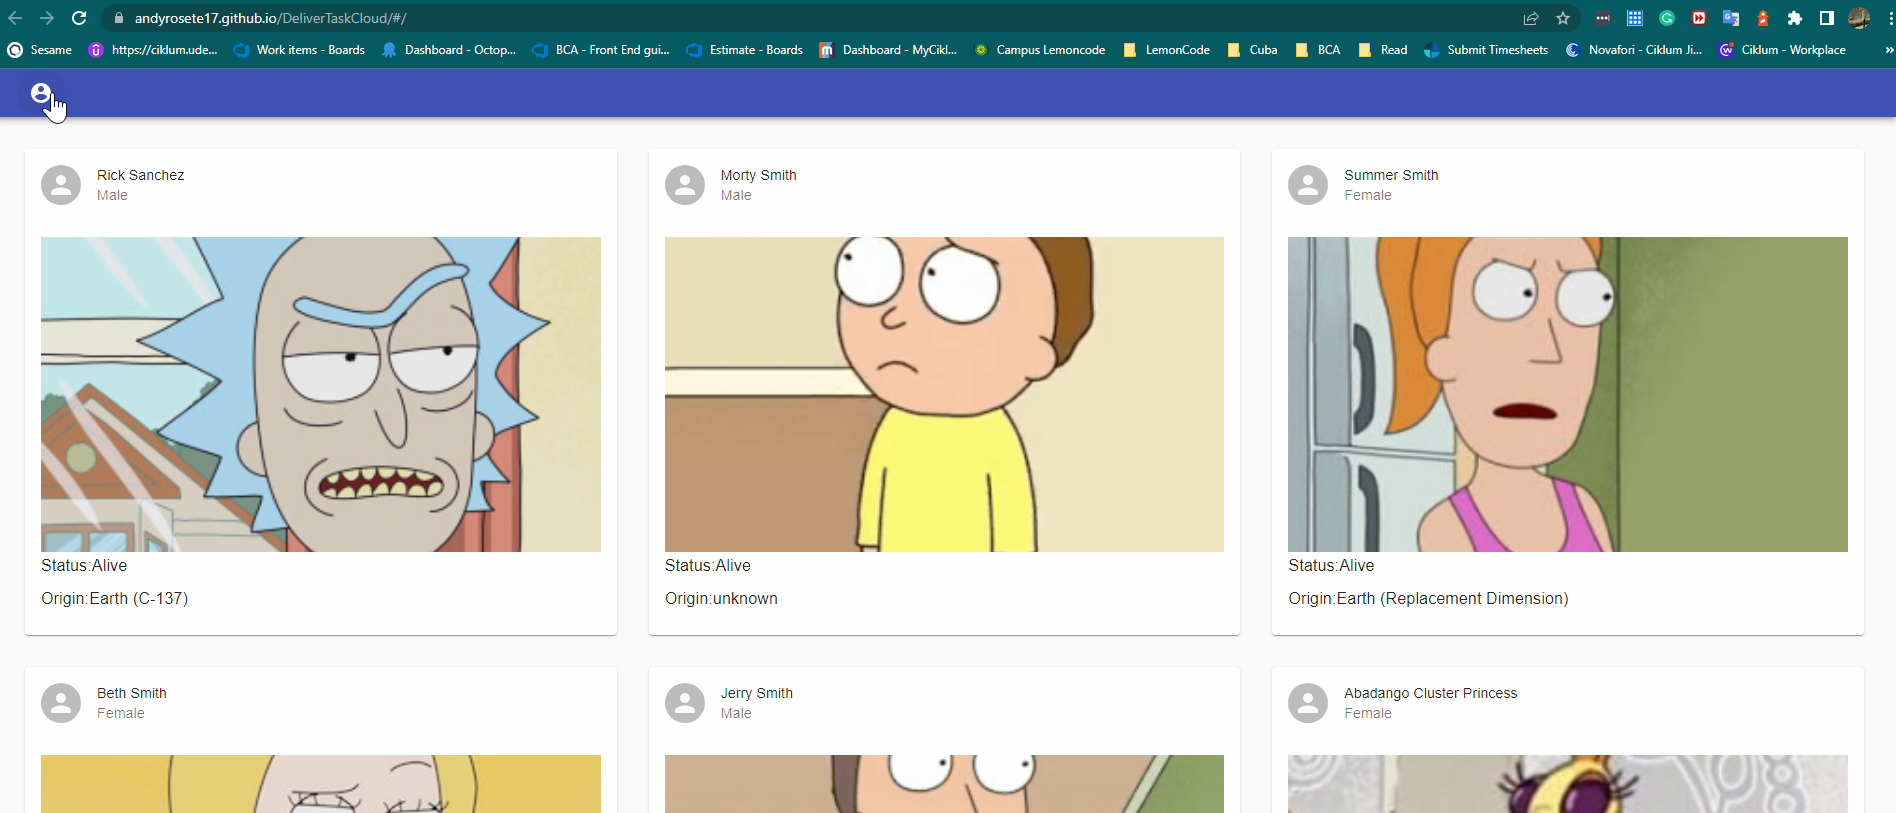 andyrosete17.github.io/DeliverTaskCloud/#/
Sesame https://ciklum.ude... Work items - Boards Dashboard - Octop... BCA - Front End gui... Estimate - Boards Dashboard - MyCikl... Campus Lemoncode LemonCode Cuba BCA Read Submit Timesheets Novafori - Ciklum Ji... Ciklum - Workplace »
Rick Sanchez
Male
Status:Alive
Origin:Earth (C-137)
Morty Smith
Male
Status:Alive
Origin:unknown
Summer Smith
Female
Status:Alive
Origin:Earth (Replacement Dimension)
Beth Smith
Female
Jerry Smith
Male
Abadango Cluster Princess
Female